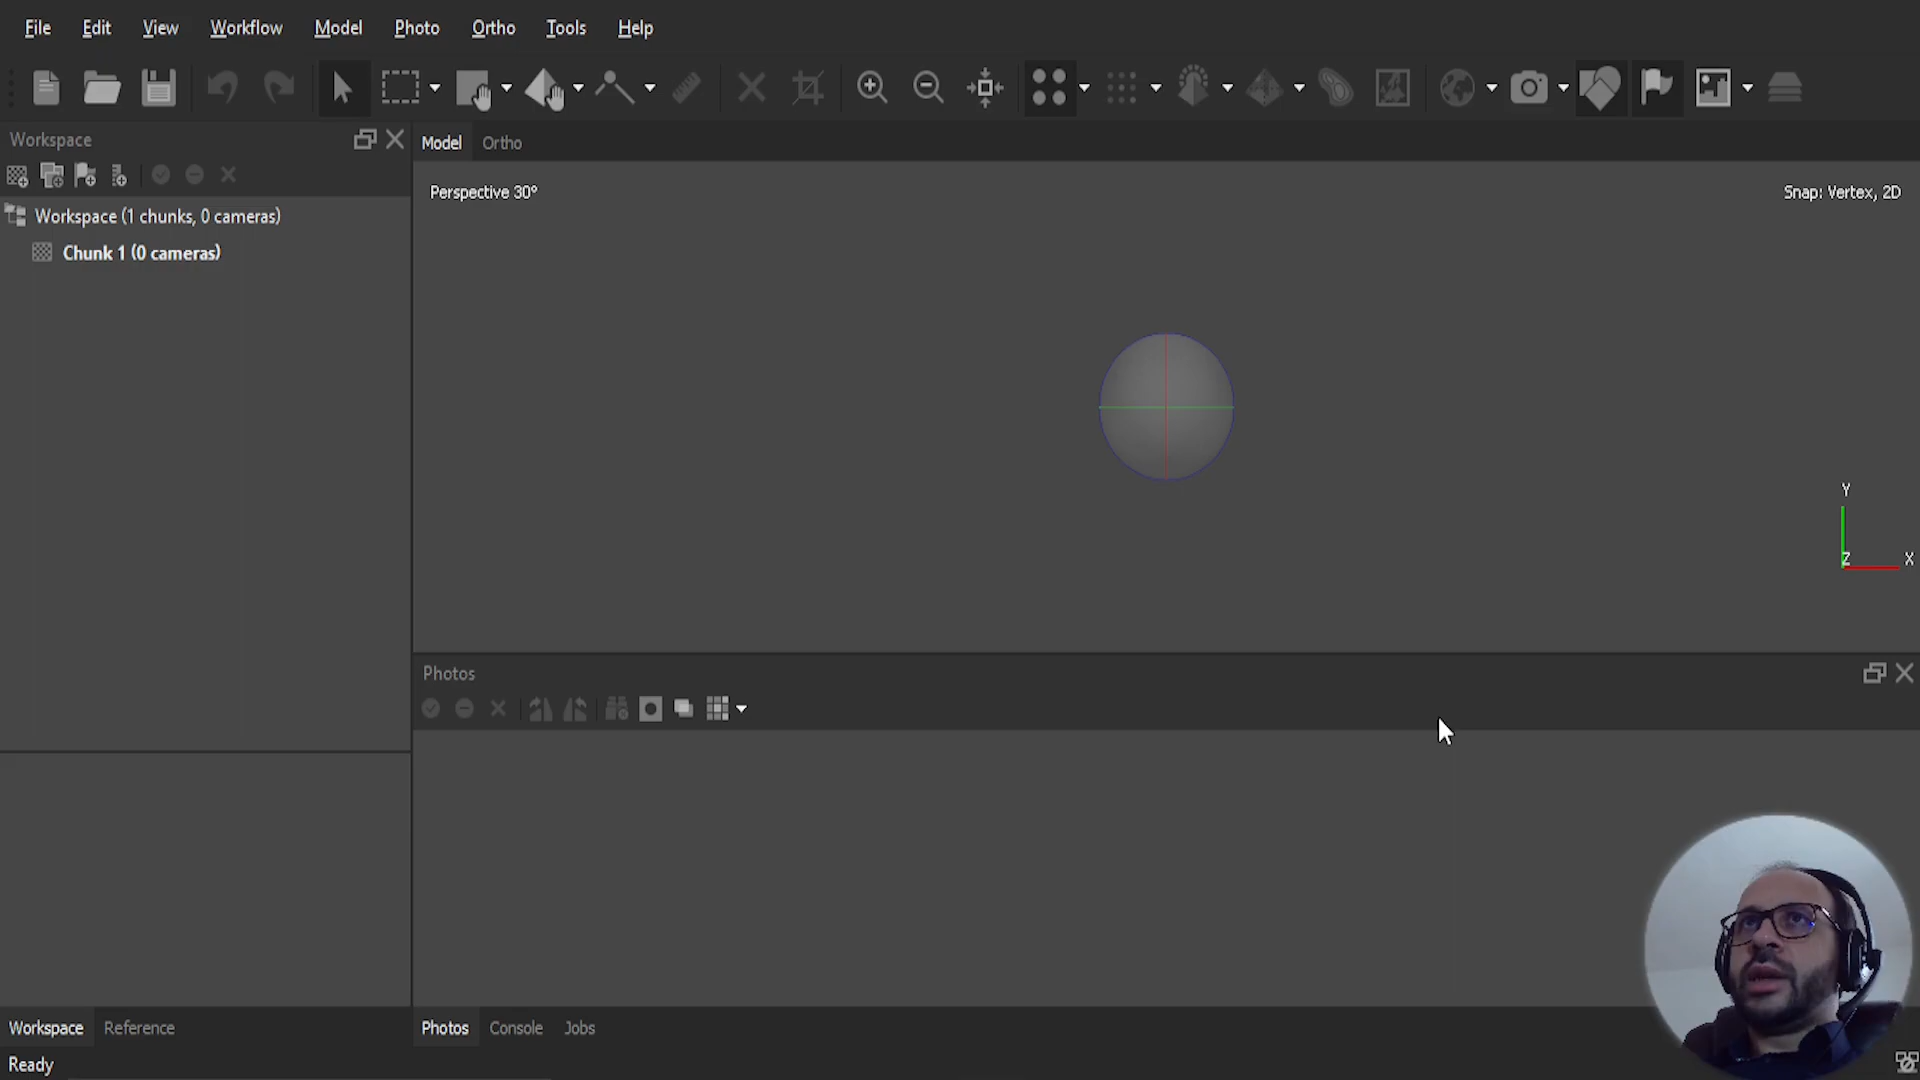 File Edit View Workflow Model Photo Ortho Tools Help
Workspace
Model Ortho
Perspective 30°
Snap: Vertex, 2D
Workspace (1 chunks, 0 cameras)
Chunk 1 (0 cameras)
Y
Z
X
Photos
Workspace Reference
Photos Console Jobs
Ready